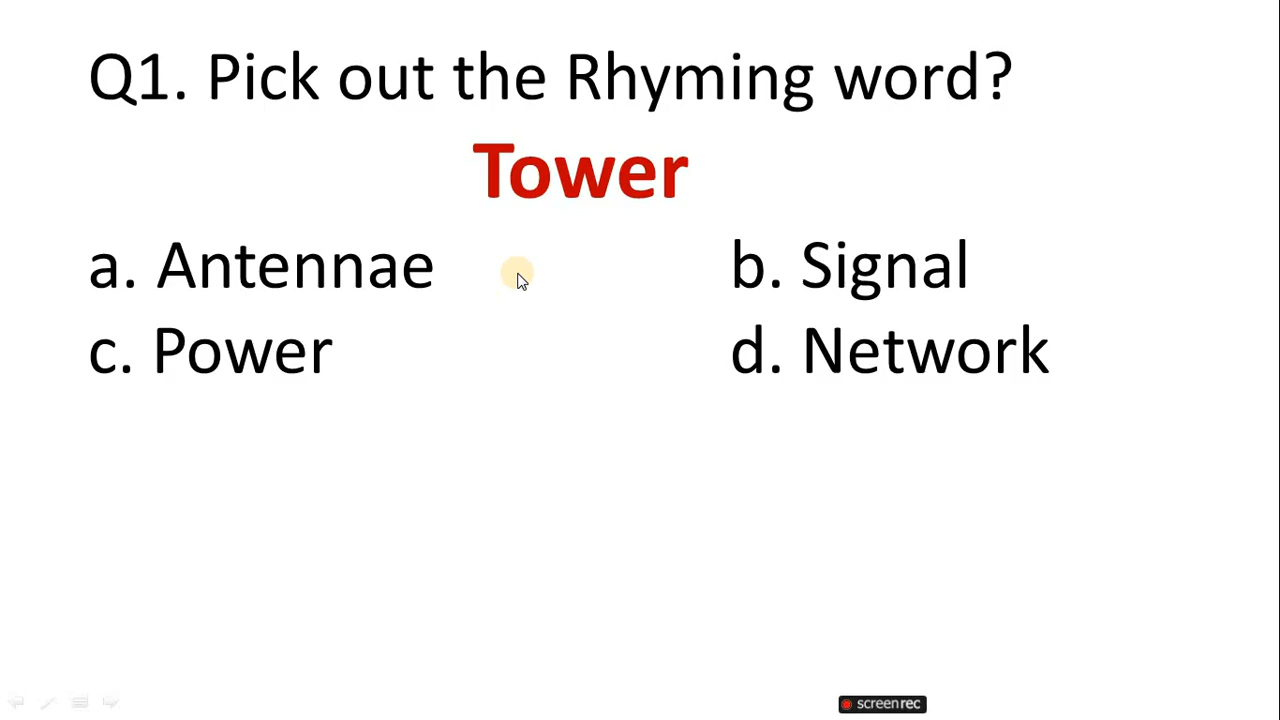 Q1. Pick out the Rhyming word?
Tower
a. Antennae b. Signal
c. Power d. Network
screenrec